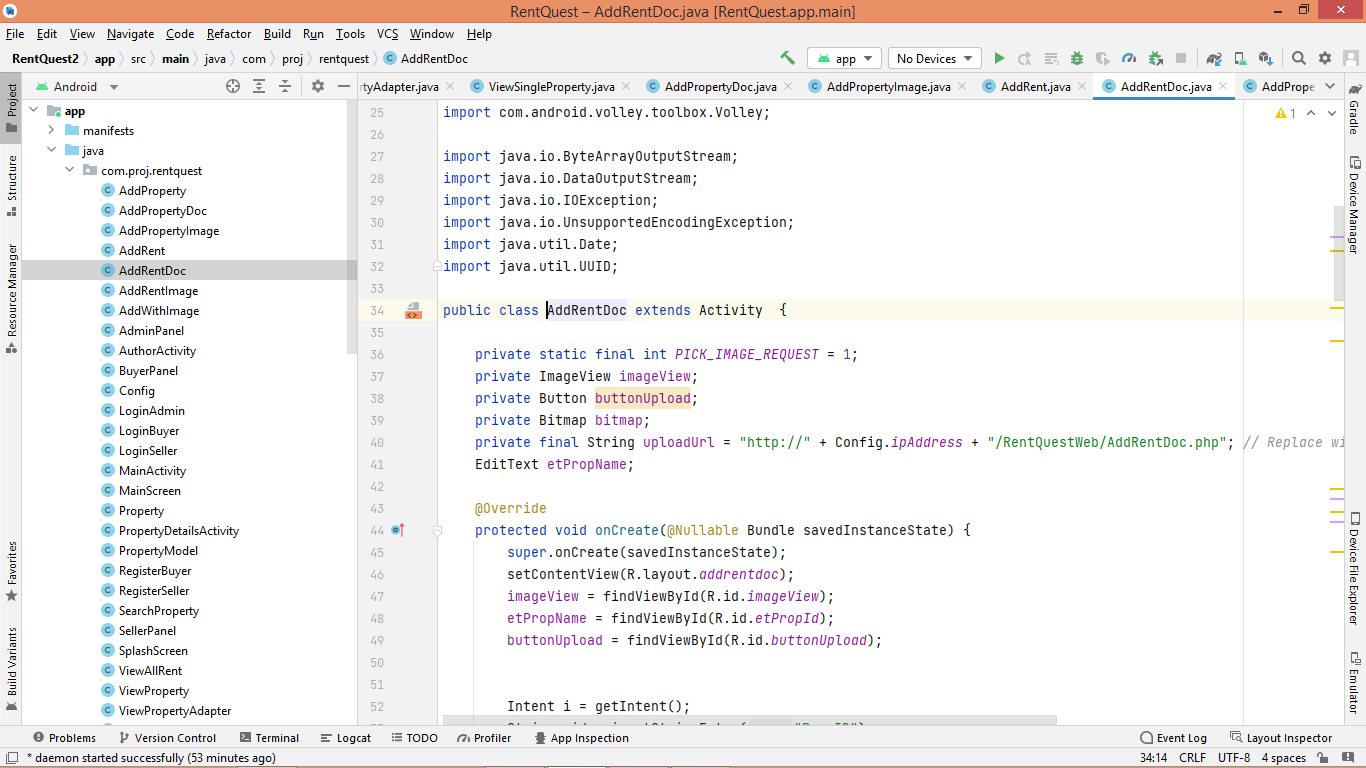 RentQuest – AddRentDoc.java [RentQuest.app.main]
File Edit View Navigate Code Refactor Build Run Tools VCS Window Help
RentQuest2 app src main java com proj rentquest AddRentDoc app No Devices
Project
Structure
Resource Manager
Favorites
Build Variants
Android
app
manifests
java
com.proj.rentquest
AddProperty
AddPropertyDoc
AddPropertyImage
AddRent
AddRentDoc
AddRentImage
AddWithImage
AdminPanel
AuthorActivity
BuyerPanel
Config
LoginAdmin
LoginBuyer
LoginSeller
MainActivity
MainScreen
Property
PropertyDetailsActivity
PropertyModel
RegisterBuyer
RegisterSeller
SearchProperty
SellerPanel
SplashScreen
ViewAllRent
ViewProperty
ViewPropertyAdapter
rtyAdapter.java ViewSingleProperty.java AddPropertyDoc.java AddPropertyImage.java AddRent.java AddRentDoc.java AddPrope
1
25 import com.android.volley.toolbox.Volley;
26
27 import java.io.ByteArrayOutputStream;
28 import java.io.DataOutputStream;
29 import java.io.IOException;
30 import java.io.UnsupportedEncodingException;
31 import java.util.Date;
32 import java.util.UUID;
33
34 public class AddRentDoc extends Activity  {
35
36 private static final int PICK_IMAGE_REQUEST = 1;
37 private ImageView imageView;
38 private Button buttonUpload;
39 private Bitmap bitmap;
40 private final String uploadUrl = "http://" + Config.ipAddress + "/RentQuestWeb/AddRentDoc.php"; // Replace wi
41 EditText etPropName;
42
43 @Override
44 protected void onCreate(@Nullable Bundle savedInstanceState) {
45 super.onCreate(savedInstanceState);
46 setContentView(R.layout.addrentdoc);
47 imageView = findViewById(R.id.imageView);
48 etPropName = findViewById(R.id.etPropId);
49 buttonUpload = findViewById(R.id.buttonUpload);
50
51
52 Intent i = getIntent();
Gradle
Device Manager
Device File Explorer
Emulator
Problems Version Control Terminal Logcat TODO Profiler App Inspection Event Log Layout Inspector
* daemon started successfully (53 minutes ago) 34:14 CRLF UTF-8 4 spaces